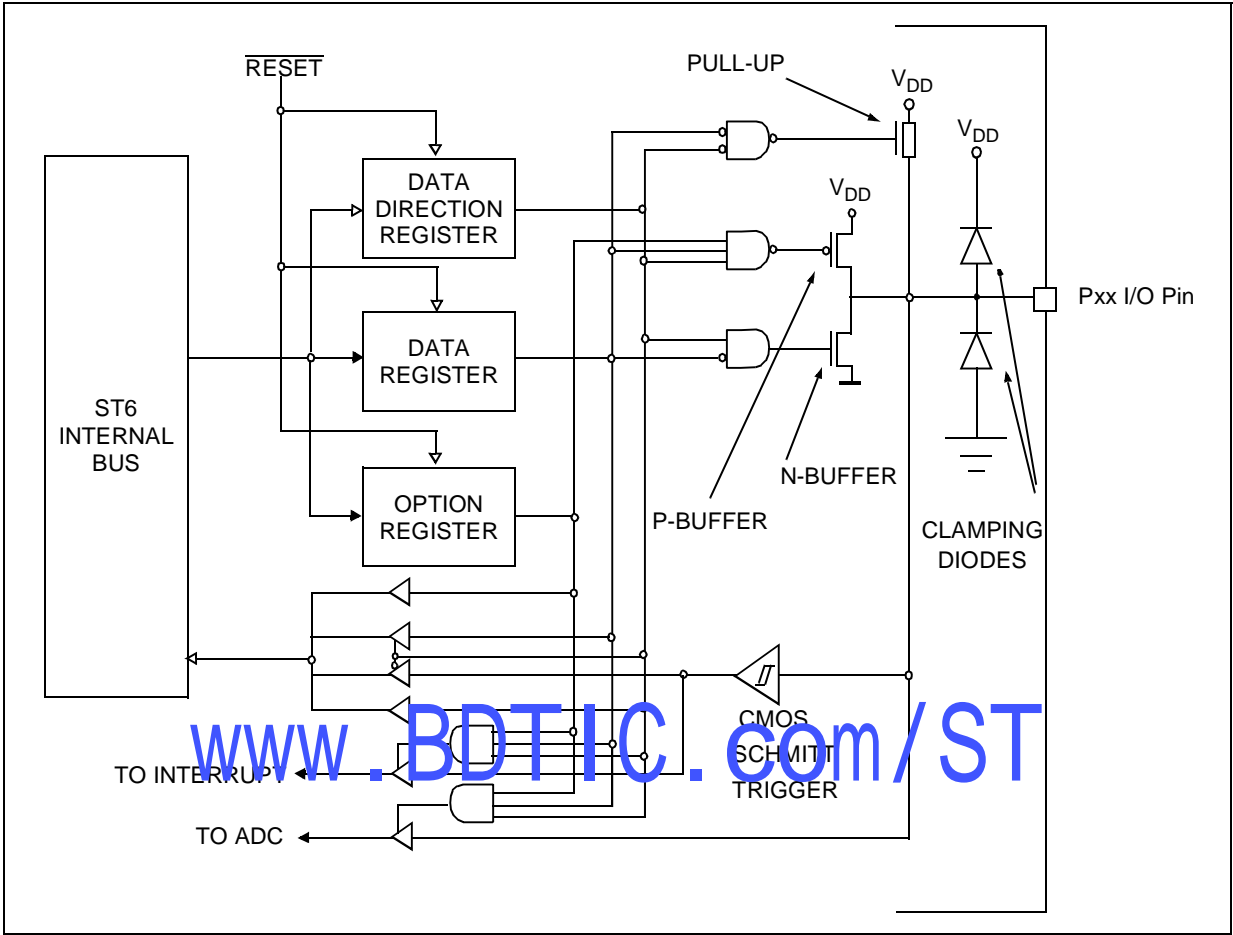 RESET
PULL-UP
VDD
VDD
VDD
DATA
DIRECTION
REGISTER
DATA
REGISTER
OPTION
REGISTER
ST6
INTERNAL
BUS
Pxx I/O Pin
N-BUFFER
P-BUFFER
CLAMPING
DIODES
CMOS
SCHMITT
TRIGGER
www.BDTIC.com/ST
TO INTERRUPT
TO ADC